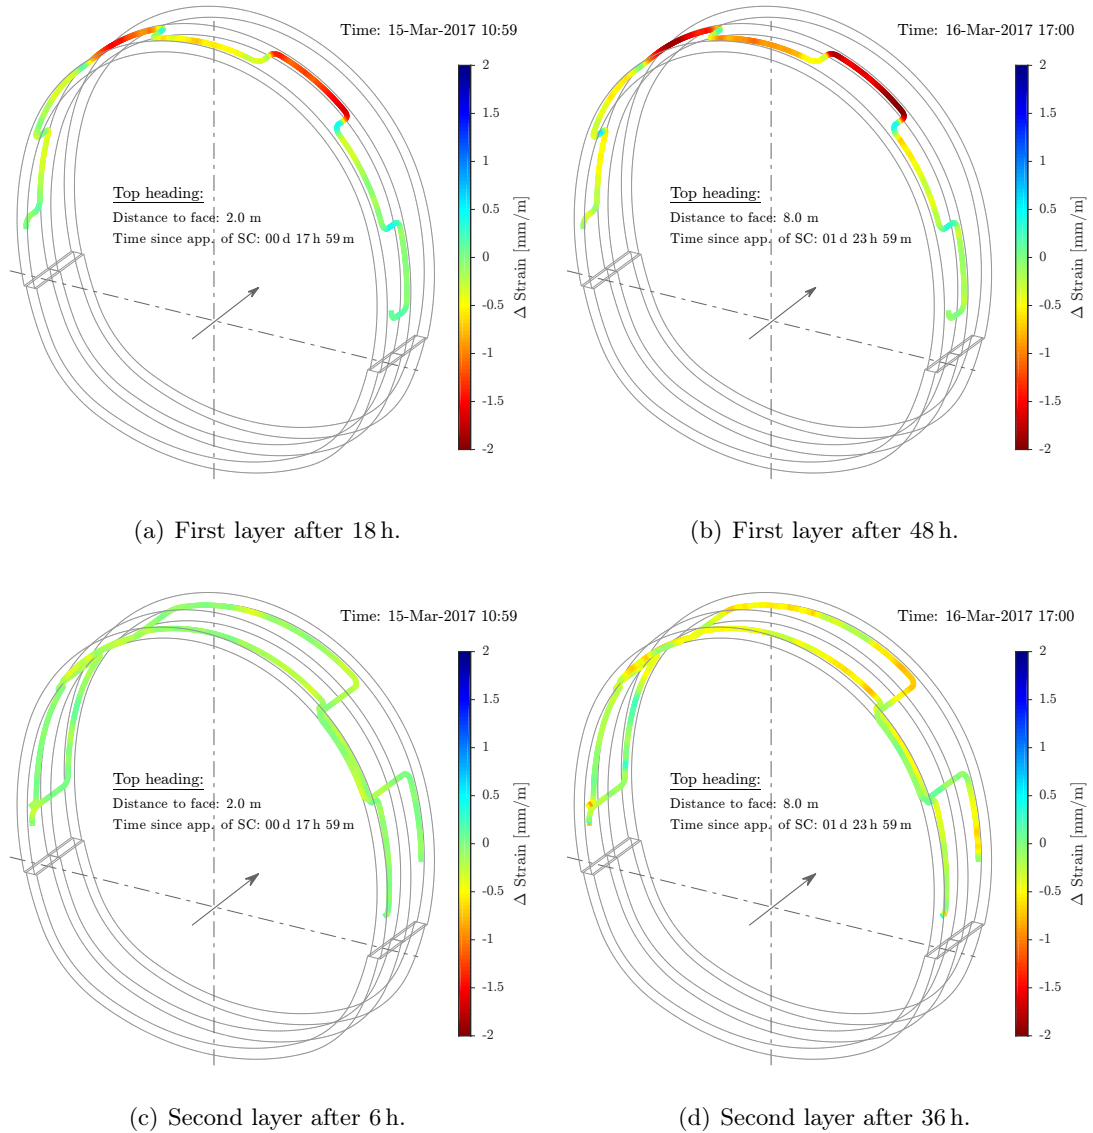 Time: 15-Mar-2017 10:59
2
1.5
1
0.5
0
-0.5
-1
-1.5
-2
Δ Strain [mm/m]
Top heading:
Distance to face: 2.0 m
Time since app. of SC: 00 d 17 h 59 m
(a) First layer after 18 h.
Time: 16-Mar-2017 17:00
2
1.5
1
0.5
0
-0.5
-1
-1.5
-2
Δ Strain [mm/m]
Top heading:
Distance to face: 8.0 m
Time since app. of SC: 01 d 23 h 59 m
(b) First layer after 48 h.
Time: 15-Mar-2017 10:59
2
1.5
1
0.5
0
-0.5
-1
-1.5
-2
Δ Strain [mm/m]
Top heading:
Distance to face: 2.0 m
Time since app. of SC: 00 d 17 h 59 m
(c) Second layer after 6 h.
Time: 16-Mar-2017 17:00
2
1.5
1
0.5
0
-0.5
-1
-1.5
-2
Δ Strain [mm/m]
Top heading:
Distance to face: 8.0 m
Time since app. of SC: 01 d 23 h 59 m
(d) Second layer after 36 h.